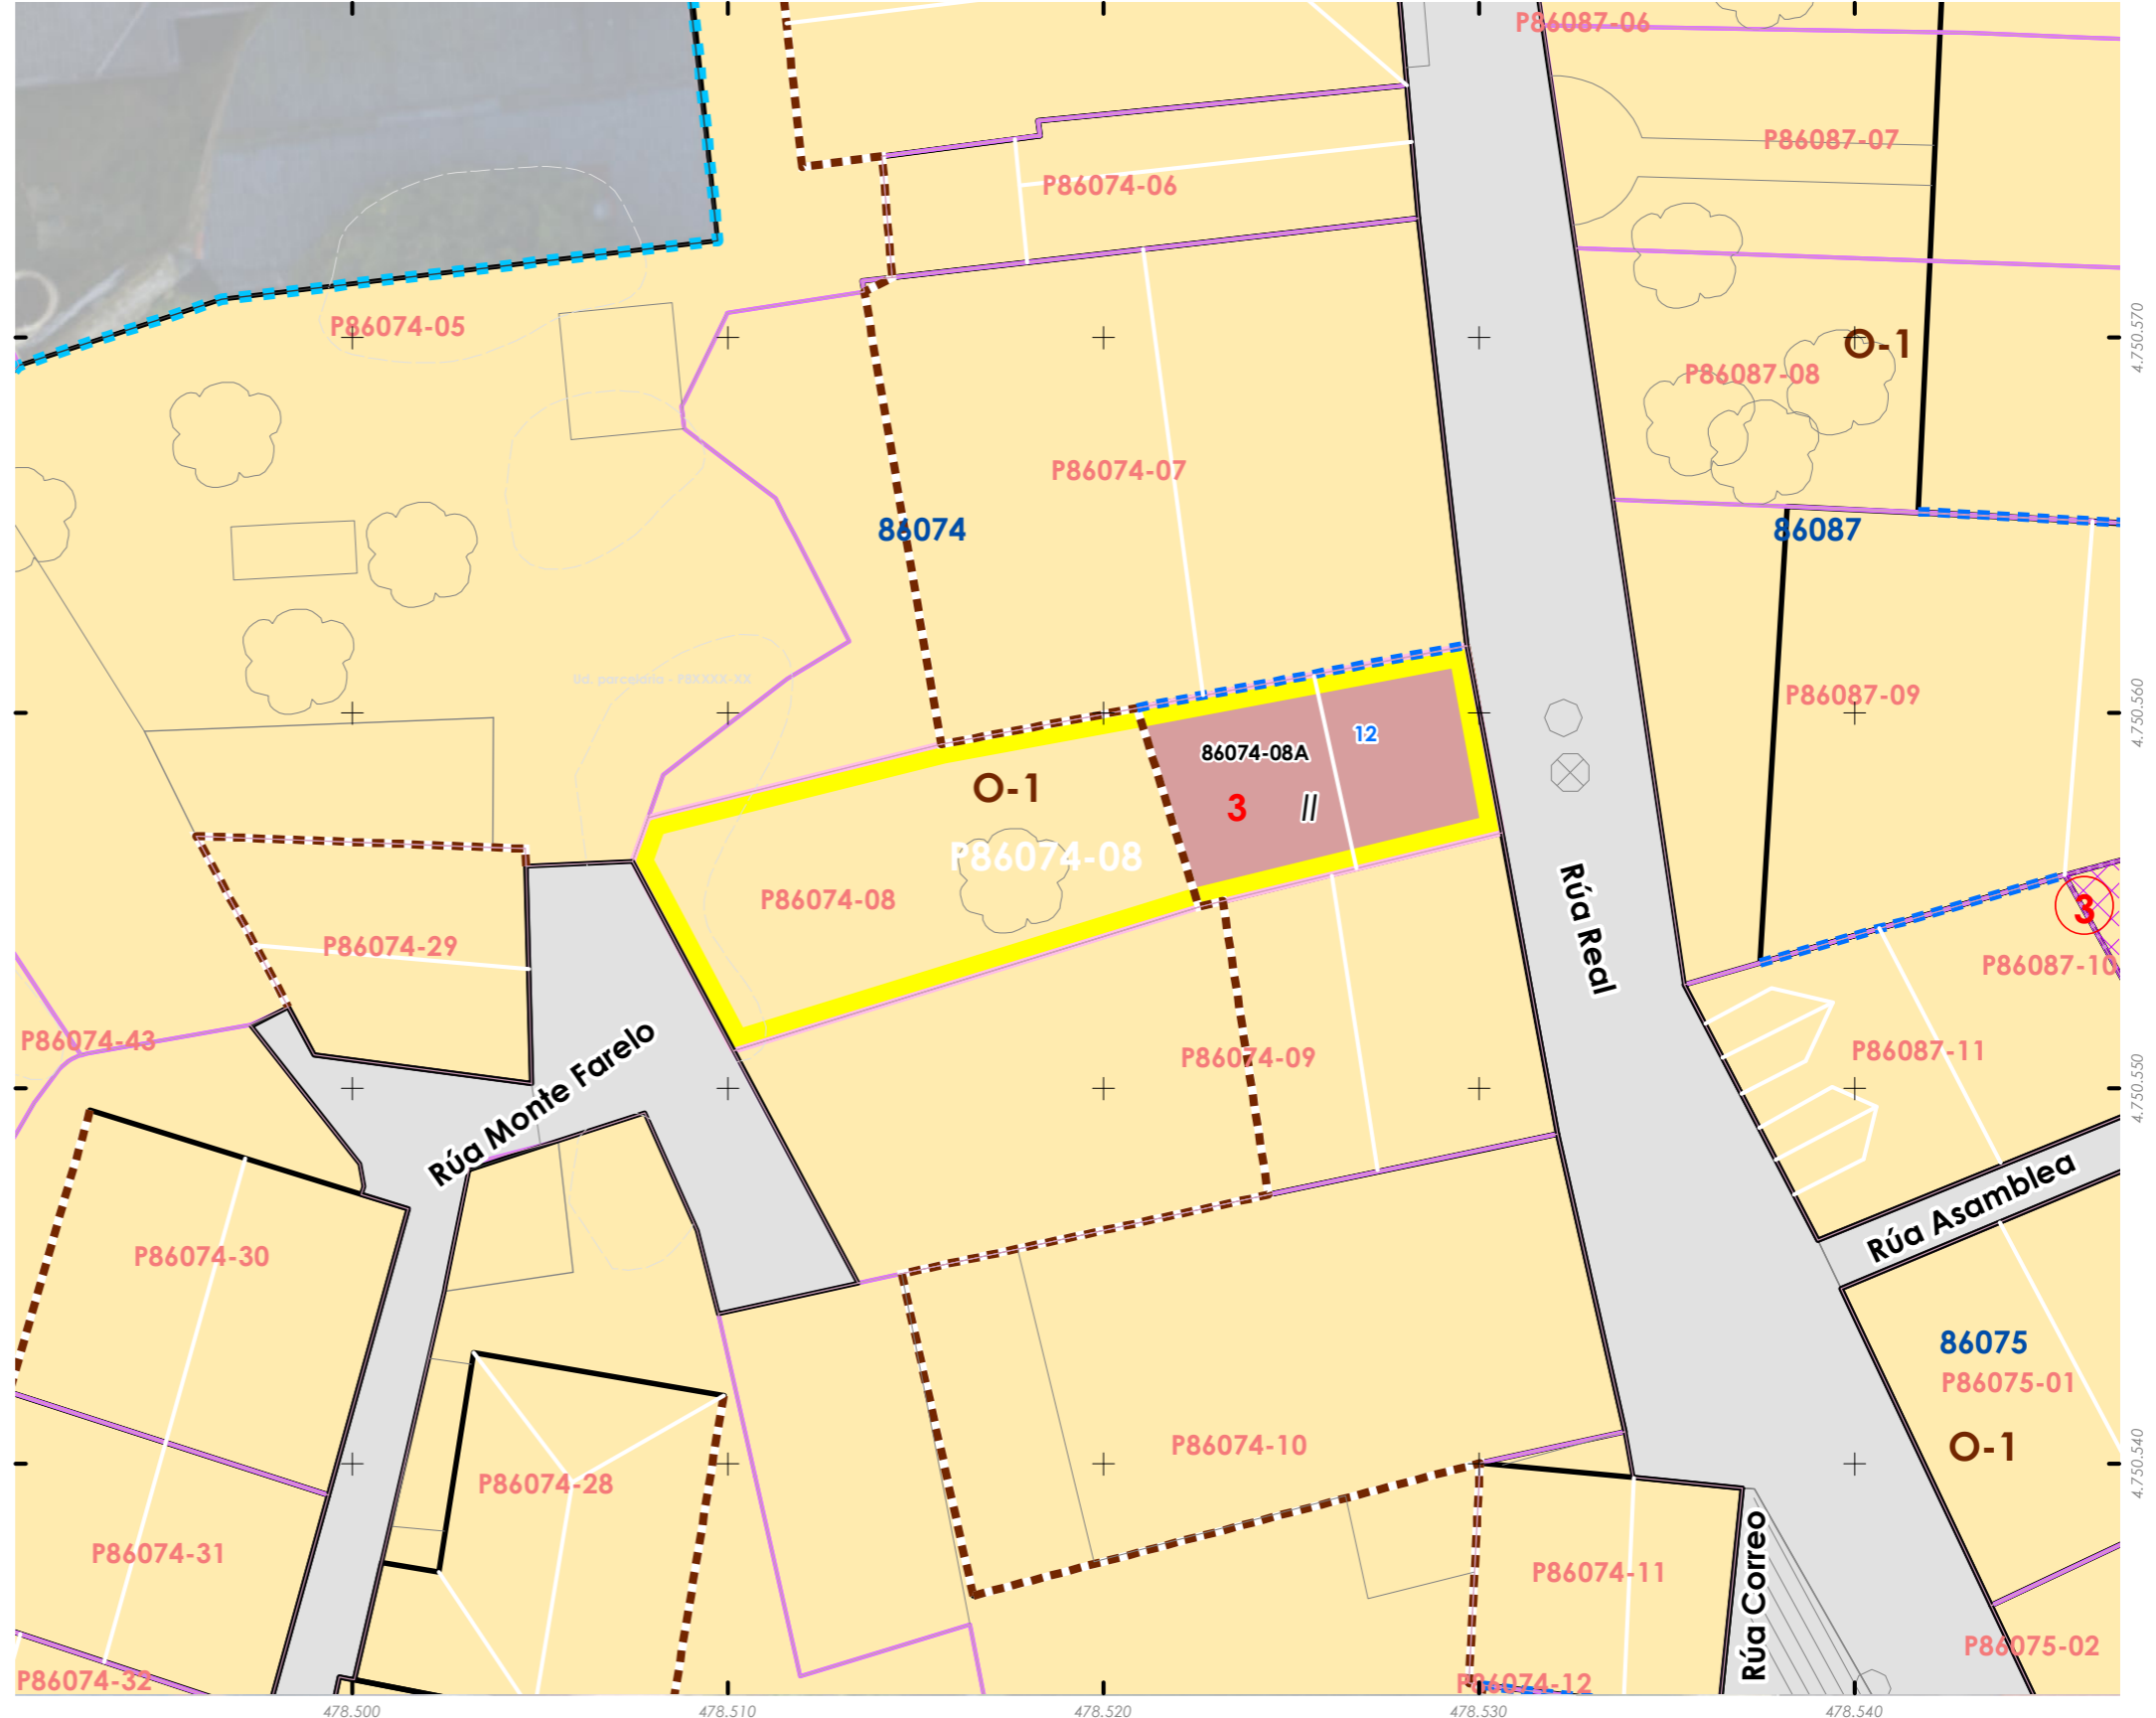 P86087-06
P86087-07
P86074-06
P86074-05
4.750.570
O-1
P86087-08
P86074-07
86074
86087
Ud. parcelario - P8XXXX-XX
P86087-09
4.750.560
12
86074-08A
O-1
3
II
P86074-08
P86074-08
Rúa Real
3
P86074-29
P86087-10
P86074-43
P86074-09
P86087-11
4.750.550
Rúa Monte Farelo
Rúa Asamblea
P86074-30
86075
P86075-01
P86074-10
O-1
4.750.540
P86074-28
P86074-31
P86074-11
Rúa Correo
P86075-02
P86074-32
P86074-12
478.500
478.510
478.520
478.530
478.540